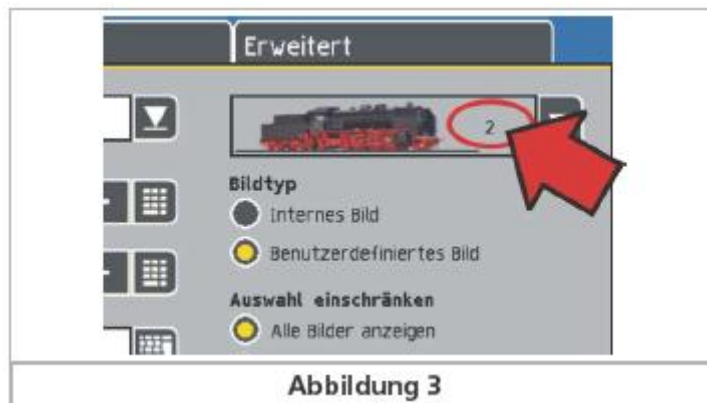 Erweitert
2
Bildtyp
Internes Bild
Benutzerdefiniertes Bild
Auswahl einschränken
Alle Bilder anzeigen
Abbildung 3